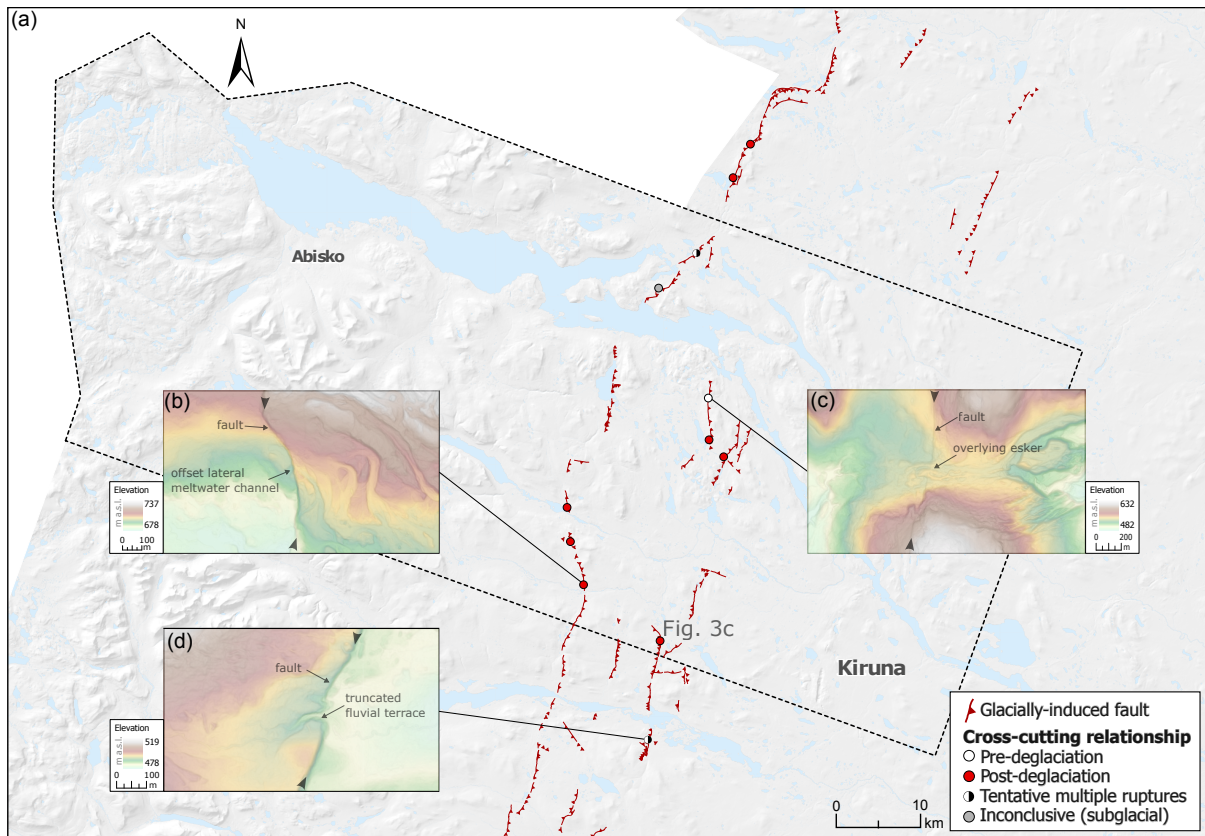 (a)
N
Abisko
(b)
fault
offset lateral
meltwater channel
Elevation
737
678
m a.s.l.
0 100
m
(c)
fault
overlying esker
Elevation
632
482
m a.s.l.
0 200
m
(d)
fault
truncated
fluvial terrace
Elevation
519
478
m a.s.l.
0 100
m
Fig. 3c
Kiruna
Glacially-induced fault
Cross-cutting relationship
Pre-deglaciation
Post-deglaciation
Tentative multiple ruptures
Inconclusive (subglacial)
0 10
km